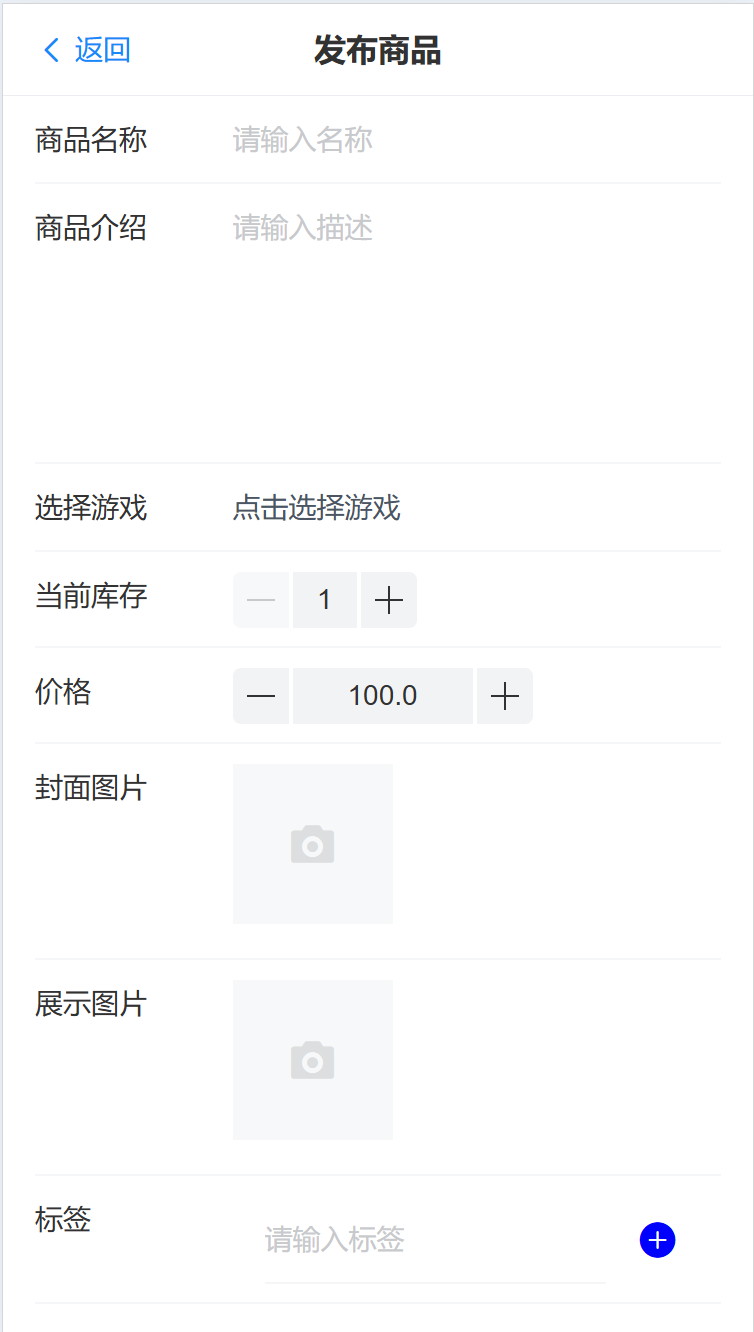 返回 发布商品
商品名称 请输入名称
商品介绍 请输入描述
选择游戏 点击选择游戏
当前库存 1
价格 100.0
封面图片
展示图片
标签 请输入标签